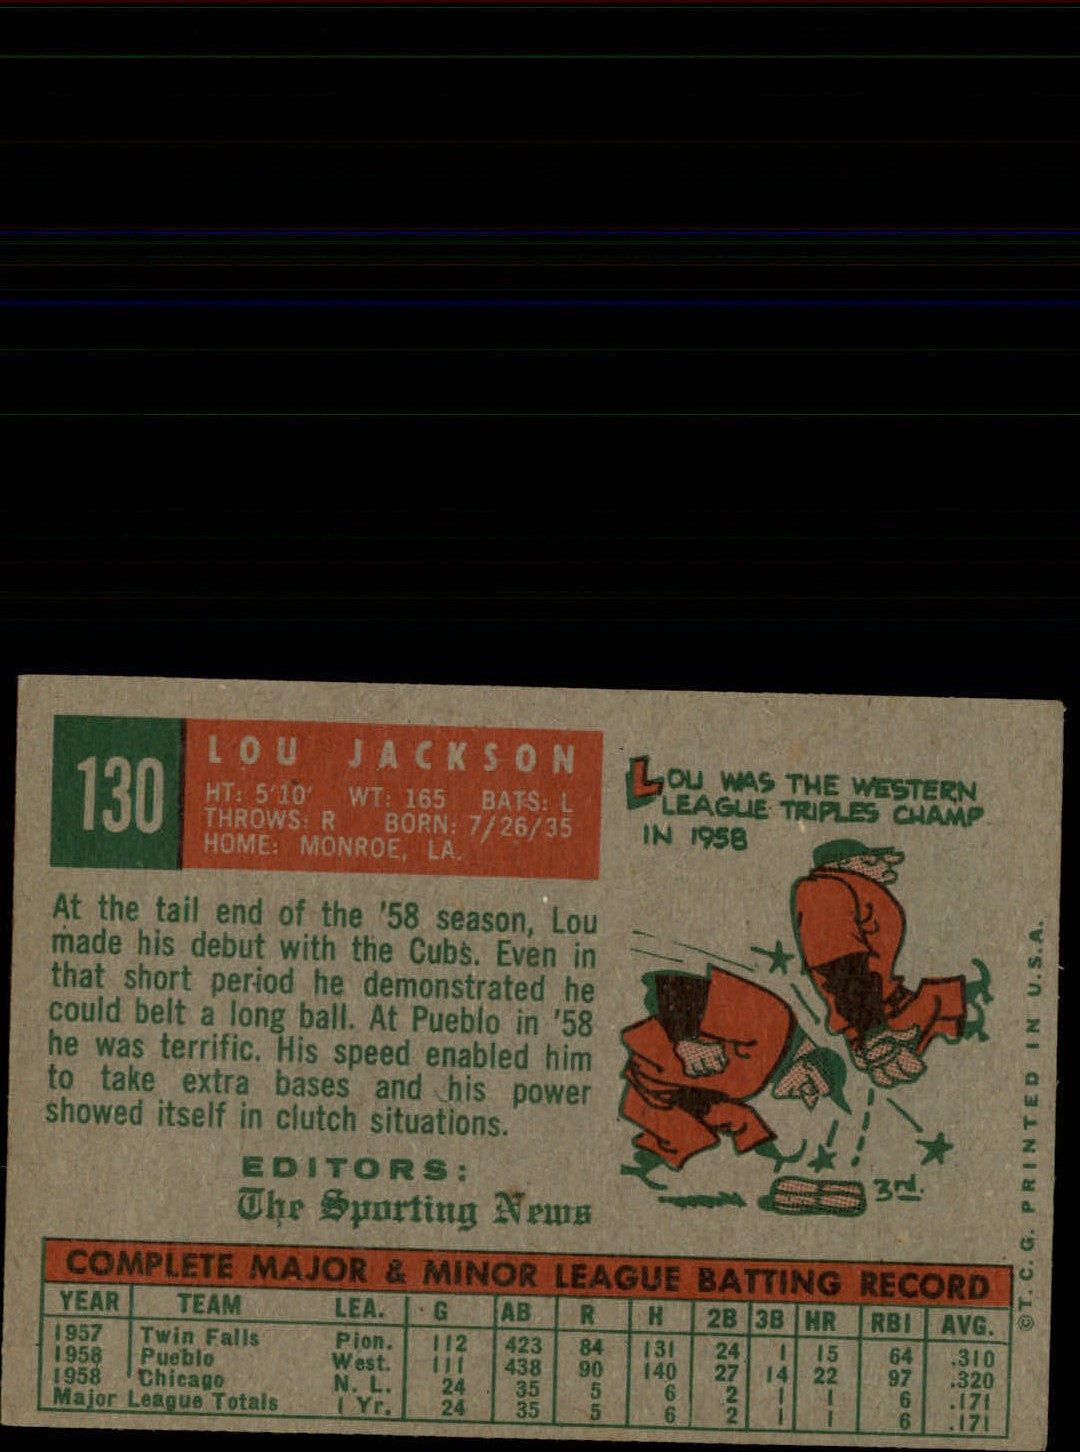 130
LOU JACKSON
HT: 5'10' WT: 165 BATS: L
THROWS: R BORN: 7/26/35
HOME: MONROE, LA.
LOU WAS THE WESTERN
LEAGUE TRIPLES CHAMP
IN 1958
At the tail end of the '58 season, Lou
made his debut with the Cubs. Even in
that short period he demonstrated he
could belt a long ball. At Pueblo in '58
he was terrific. His speed enabled him
to take extra bases and his power
showed itself in clutch situations.
EDITORS:
The Sporting News
3rd.
COMPLETE MAJOR & MINOR LEAGUE BATTING RECORD
YEAR TEAM LEA. G AB R H 2B 3B HR RBI AVG.
1957 Twin Falls Pion. 112 423 84 131 24 1 15 64 .310
1958 Pueblo West. 111 438 90 140 27 14 22 97 .320
1958 Chicago N. L. 24 35 5 6 2 1 1 6 .171
Major League Totals 1 Yr. 24 35 5 6 2 1 1 6 .171
©T. C. G. PRINTED IN U.S.A.